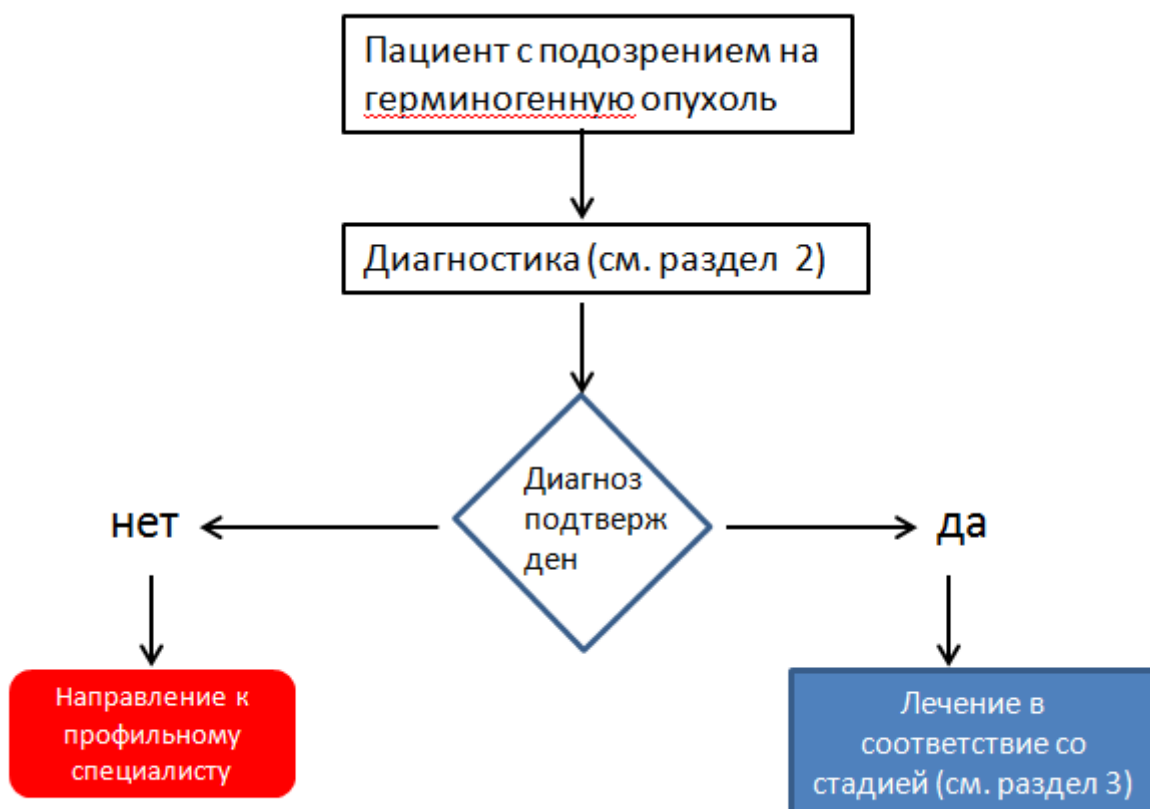 Пациент с подозрением на
герминогенную опухоль
Диагностика (см. раздел 2)
Диагноз
подтверж
ден
нет
да
Направление к
профильному
специалисту
Лечение в
соответствие со
стадией (см. раздел 3)